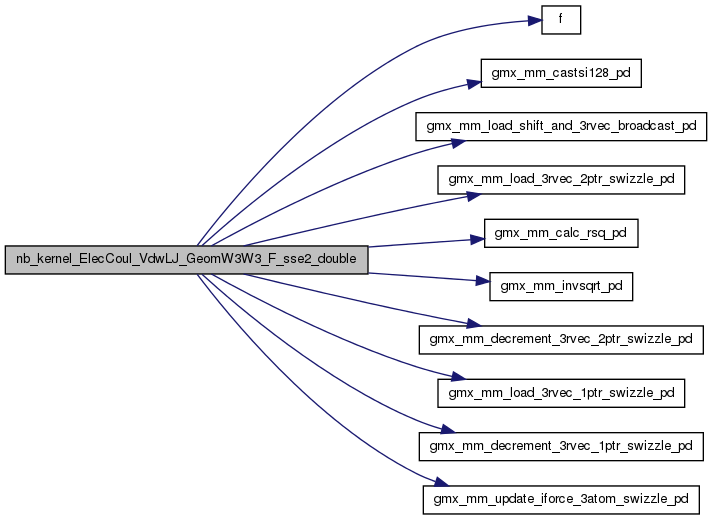 f
gmx_mm_castsi128_pd
gmx_mm_load_shift_and_3rvec_broadcast_pd
gmx_mm_load_3rvec_2ptr_swizzle_pd
gmx_mm_calc_rsq_pd
nb_kernel_ElecCoul_VdwLJ_GeomW3W3_F_sse2_double
gmx_mm_invsqrt_pd
gmx_mm_decrement_3rvec_2ptr_swizzle_pd
gmx_mm_load_3rvec_1ptr_swizzle_pd
gmx_mm_decrement_3rvec_1ptr_swizzle_pd
gmx_mm_update_iforce_3atom_swizzle_pd